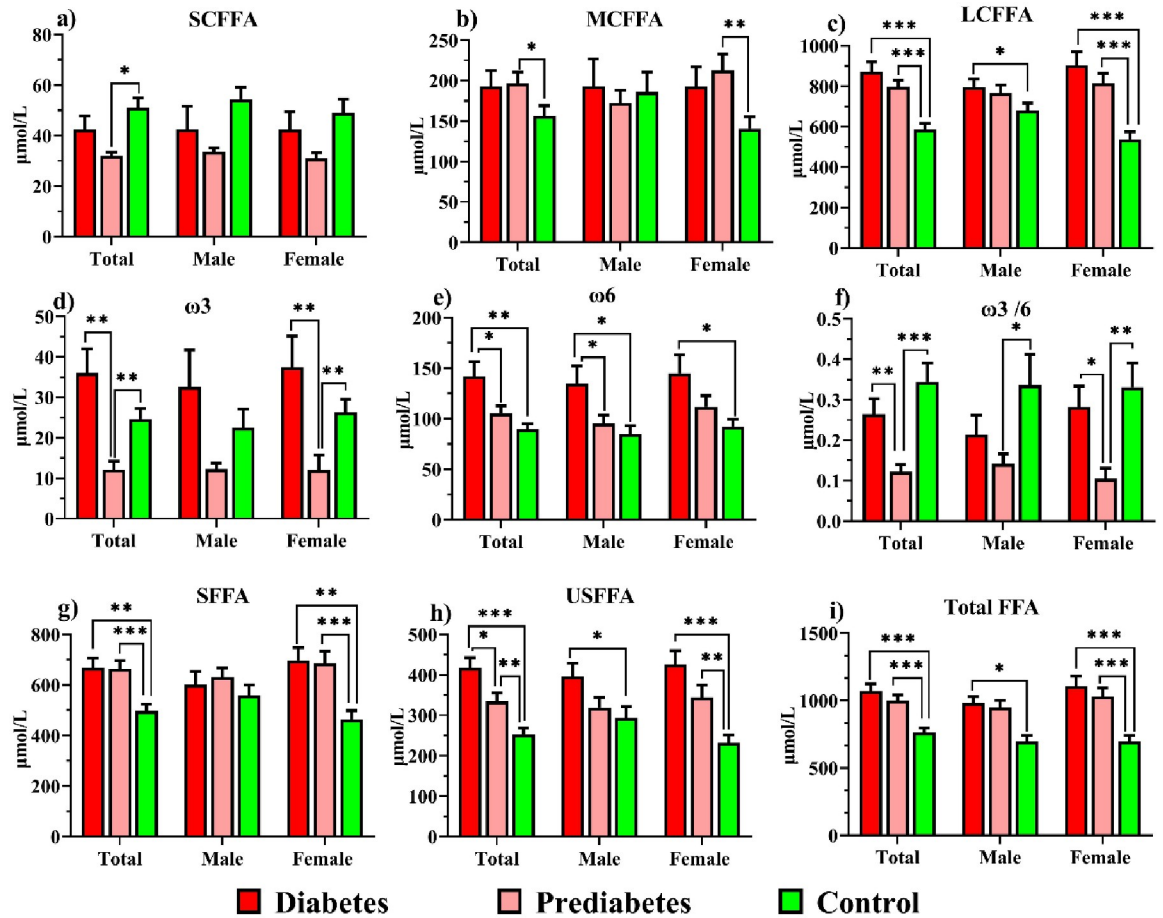 a) SCFFA
µmol/L
60
40
20
0
*
Total Male Female
b) MCFFA
µmol/L
250
200
150
100
50
0
* **
Total Male Female
c) LCFFA
µmol/L
1000
800
600
400
200
0
*** *** * *** ***
Total Male Female
d) ω3
µmol/L
50
40
30
20
10
0
** ** ** **
Total Male Female
e) ω6
µmol/L
200
150
100
50
0
** * * * *
Total Male Female
f) ω3 /6
µmol/L
0.5
0.4
0.3
0.2
0.1
0.0
** *** * * **
Total Male Female
g) SFFA
µmol/L
800
600
400
200
0
** *** ** ***
Total Male Female
h) USFFA
µmol/L
500
400
300
200
100
0
*** * ** * *** **
Total Male Female
i) Total FFA
µmol/L
1500
1000
500
0
*** *** * *** ***
Total Male Female
Diabetes Prediabetes Control